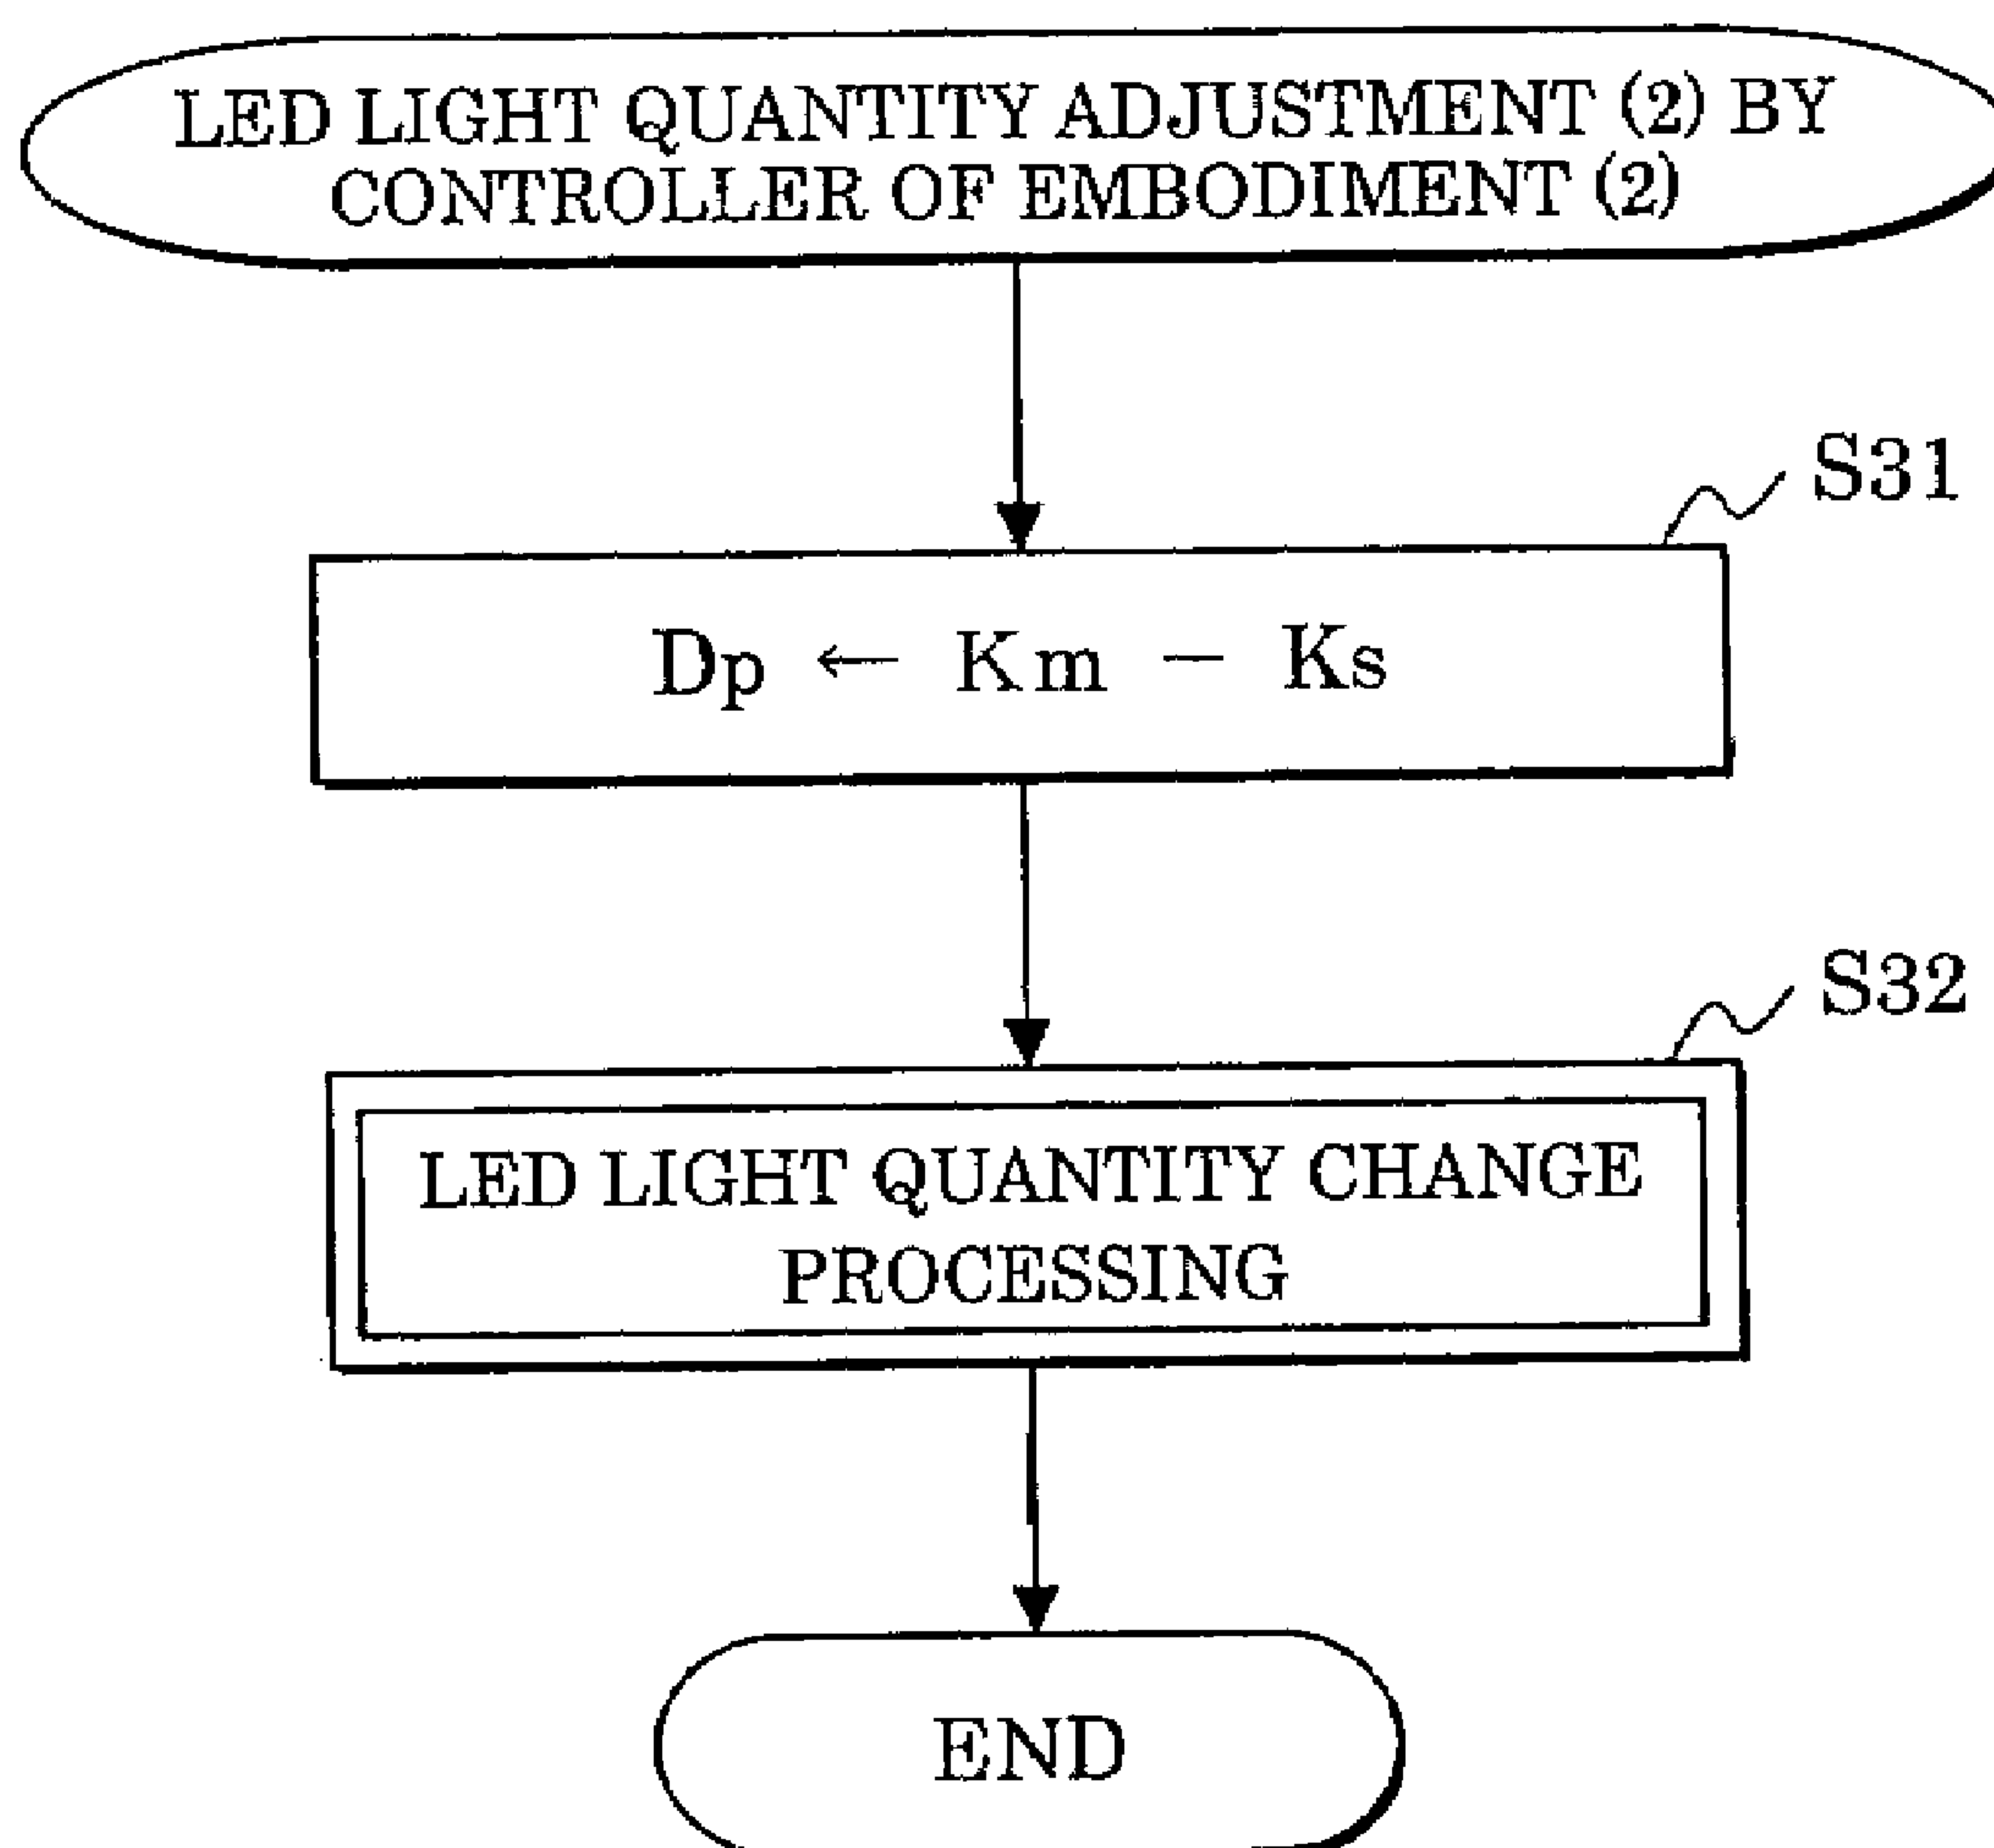 LED LIGHT QUANTITY ADJUSTMENT (2) BY
CONTROLLER OF EMBODIMENT (2)
S31
Dp ← Km − Ks
S32
LED LIGHT QUANTITY CHANGE
PROCESSING
END